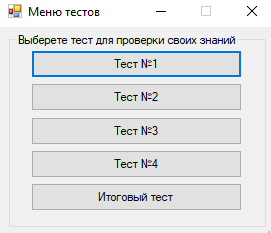 Меню тестов
Выберете тест для проверки своих знаний
Тест №1
Тест №2
Тест №3
Тест №4
Итоговый тест